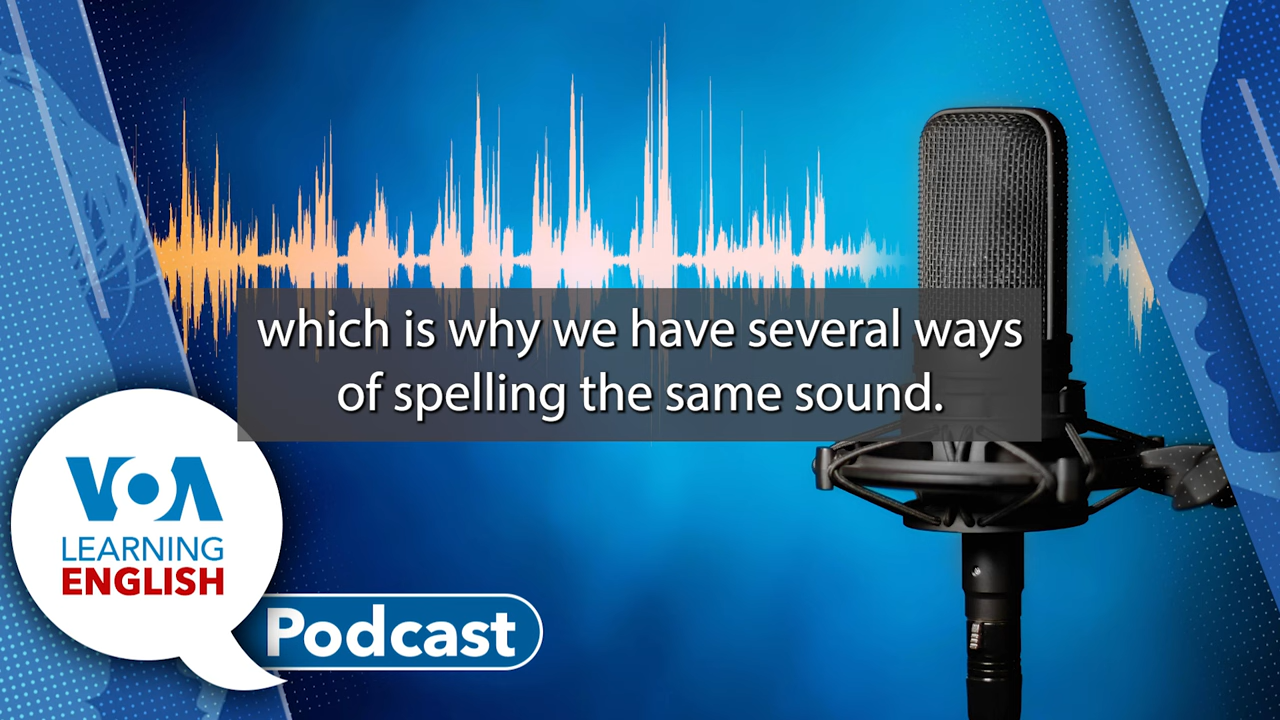 which is why we have several ways
of spelling the same sound.
VOA
LEARNING
ENGLISH
Podcast